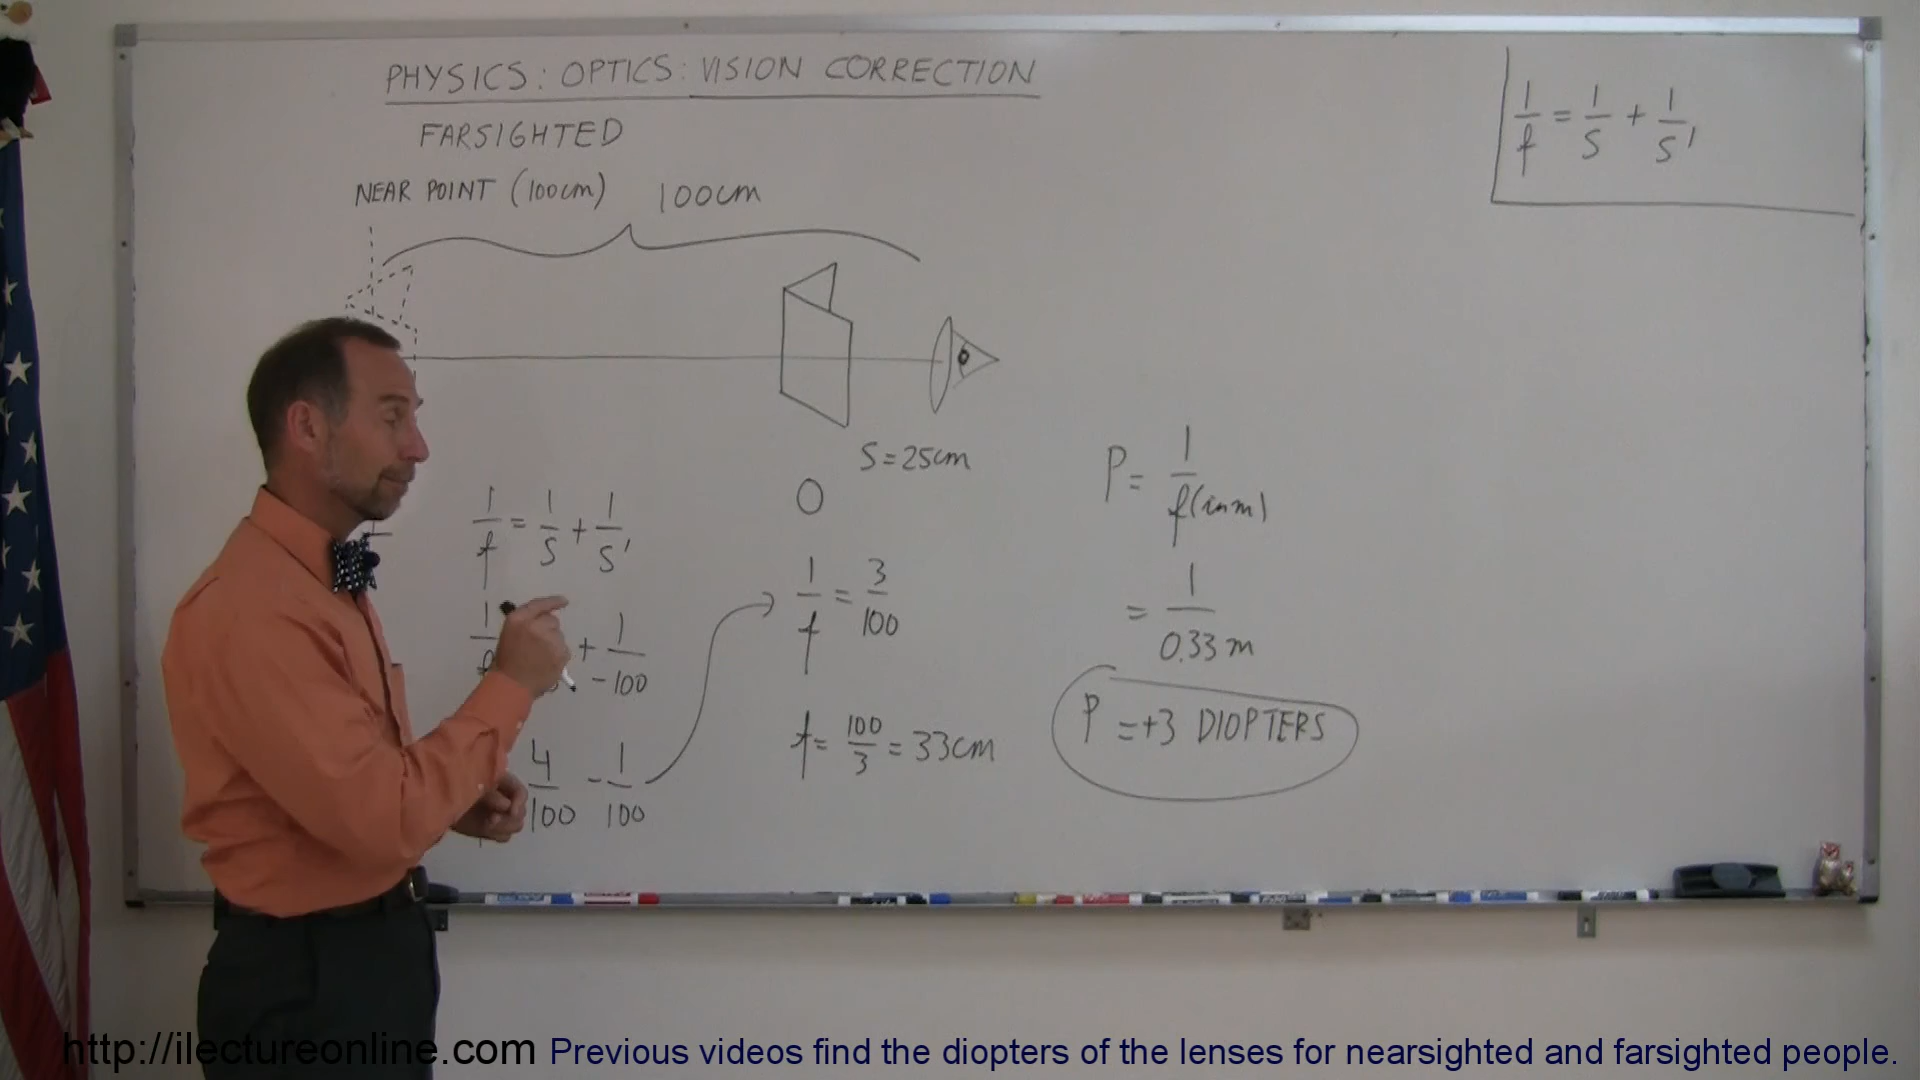 PHYSICS: OPTICS: VISION CORRECTION
FARSIGHTED
NEAR POINT (100cm) 100cm
1/f = 1/S + 1/S'
S = 25cm
O
1/f = 1/S + 1/S'
1/f + 1/-100
4/100 - 1/100
1/f = 3/100
f = 100/3 = 33cm
P = 1/f(in m)
= 1/0.33 m
P = +3 DIOPTERS
http://ilectureonline.com Previous videos find the diopters of the lenses for nearsighted and farsighted people.